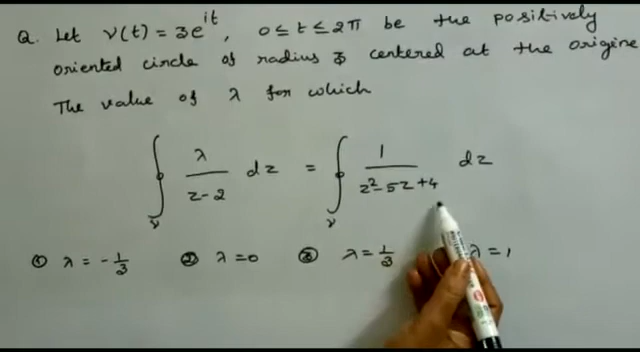 Q. Let γ(t) = 3e^{it}, 0 ≤ t ≤ 2π be the positively
oriented circle of radius 3 centered at the origine
The value of λ for which
∮_γ λ/(z-2) dz = ∮_γ 1/(z²-5z+4) dz
① λ = -1/3 ② λ=0 ③ λ = 1/3 λ=1